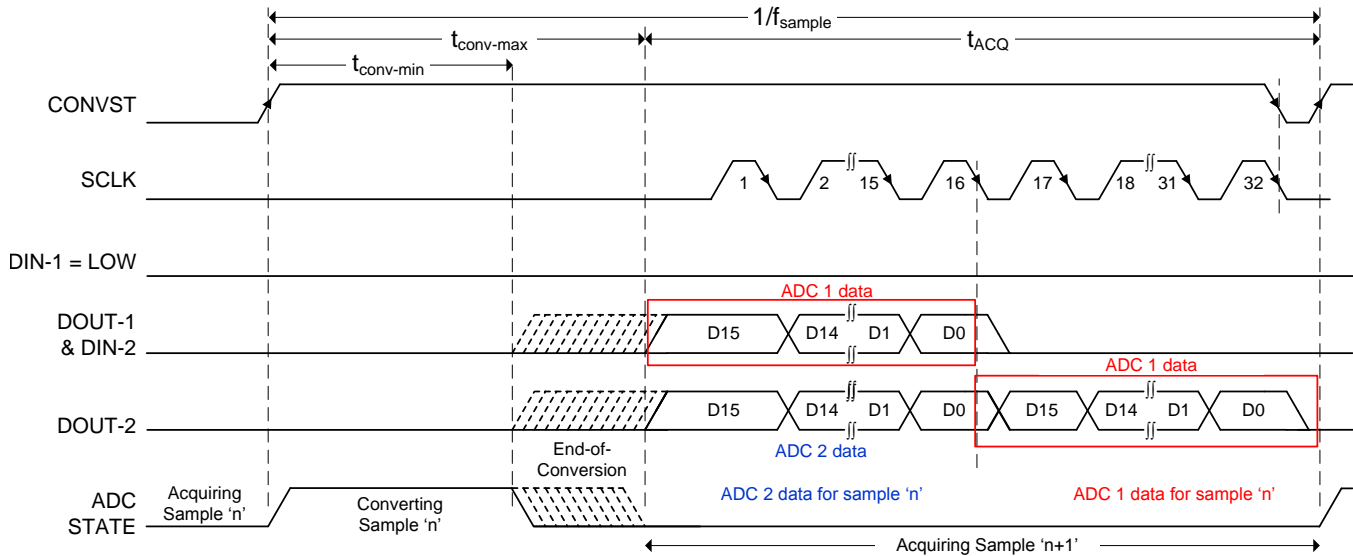 1/fsample
tconv-max
tACQ
tconv-min
CONVST
SCLK
1 2 ∫∫ 15 16 17 18 ∫∫ 31 32
DIN-1 = LOW
ADC 1 data
DOUT-1
& DIN-2
D15 D14 ∫∫ D1 D0
∫∫
ADC 1 data
DOUT-2
D15 D14 ∫∫ D1 D0 D15 D14 ∫∫ D1 D0
∫∫ ∫∫
ADC 2 data
End-of-
Conversion
ADC
STATE
Acquiring
Sample ‘n’
Converting
Sample ‘n’
ADC 2 data for sample ‘n’
ADC 1 data for sample ‘n’
Acquiring Sample ‘n+1’